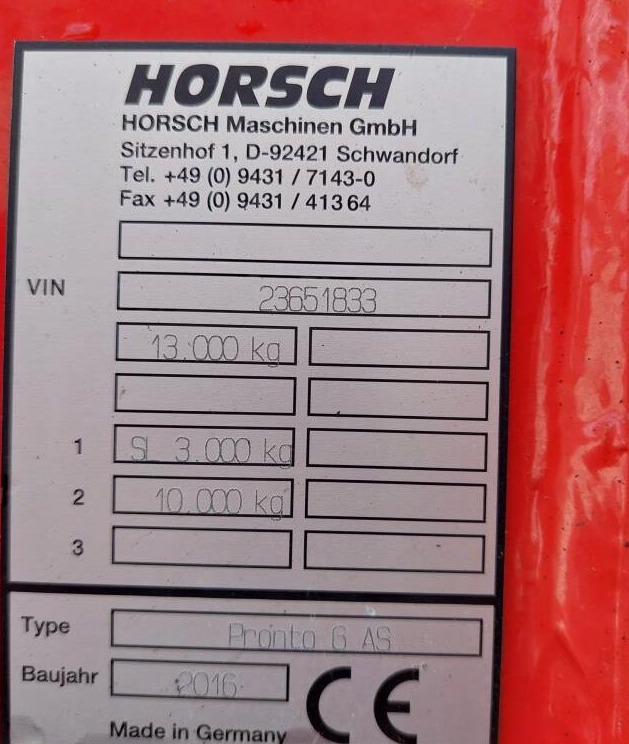 HORSCH
HORSCH Maschinen GmbH
Sitzenhof 1, D-92421 Schwandorf
Tel. +49 (0) 9431 / 7143-0
Fax +49 (0) 9431 / 413 64
VIN 23651833
13.000 kg
1 SL 3.000 kg
2 10.000 kg
3
Type Pronto 6 AS
Baujahr 2016
CE
Made in Germany